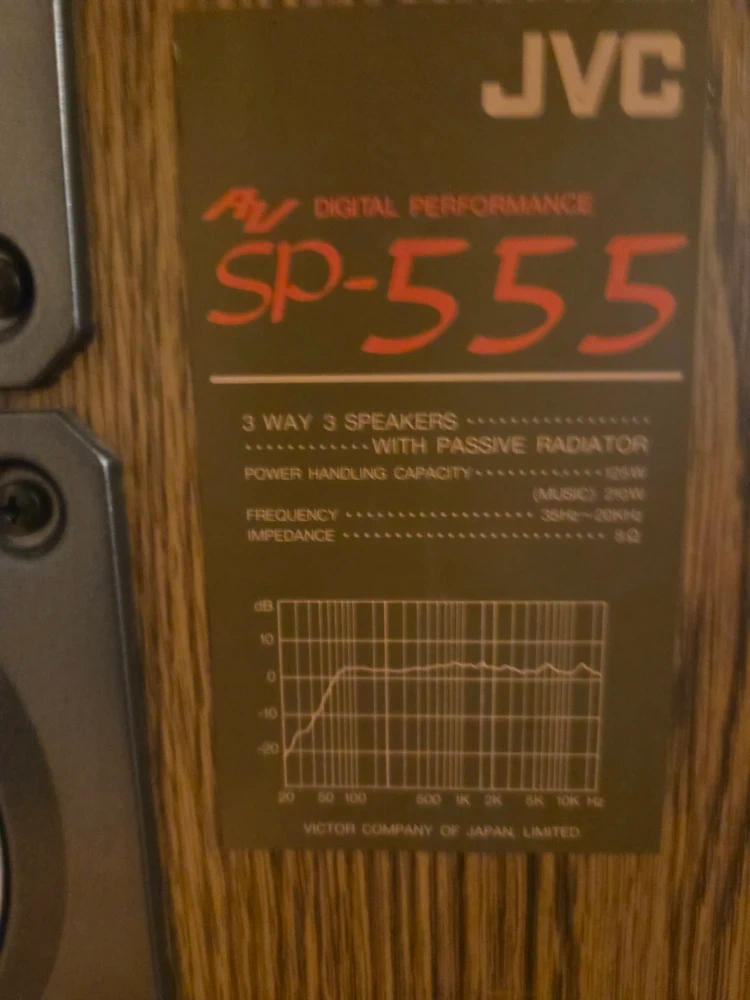 JVC
A/V DIGITAL PERFORMANCE
SP-555
3 WAY 3 SPEAKERS ··················
············WITH PASSIVE RADIATOR
POWER HANDLING CAPACITY············125W
(MUSIC) 210W
FREQUENCY ·················· 35Hz~20KHz
IMPEDANCE ························· 8Ω
dB
10
0
-10
-20
20 50 100 500 1K 2K 5K 10K Hz
VICTOR COMPANY OF JAPAN, LIMITED